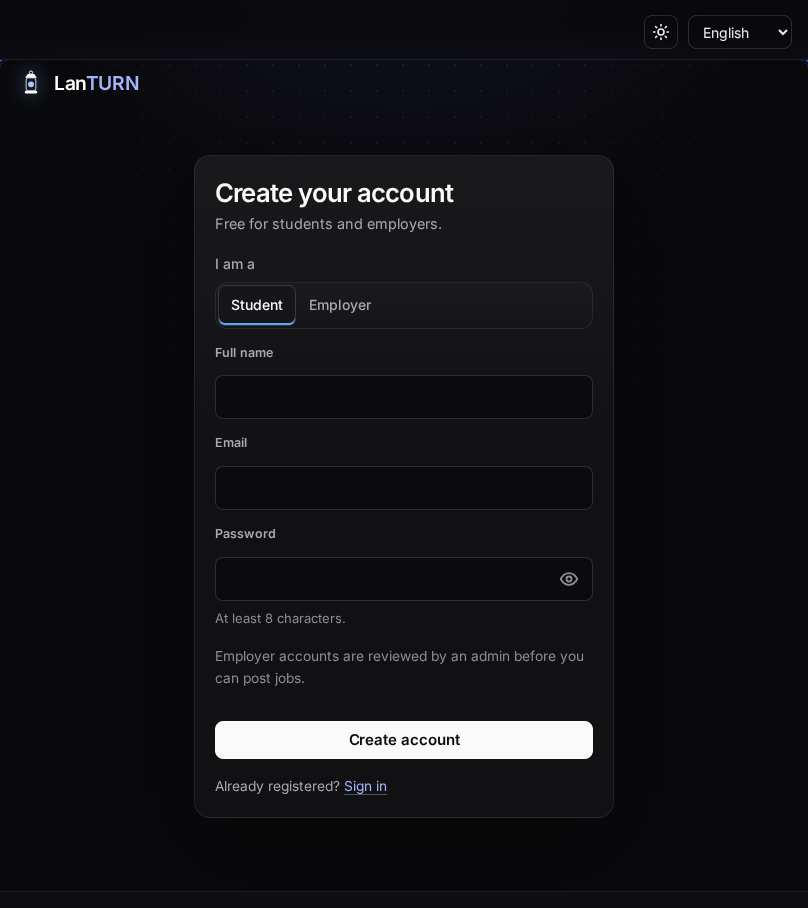 English
LanTURN
Create your account
Free for students and employers.
I am a
Student Employer
Full name
Email
Password
At least 8 characters.
Employer accounts are reviewed by an admin before you
can post jobs.
Create account
Already registered? Sign in